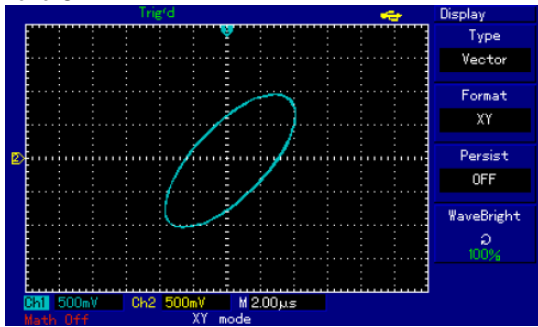 Trig'd
Display
Type
Vector
Format
XY
Persist
OFF
WaveBright
100%
2
Ch1 500mV Ch2 500mV M 2.00µs
Math Off XY mode